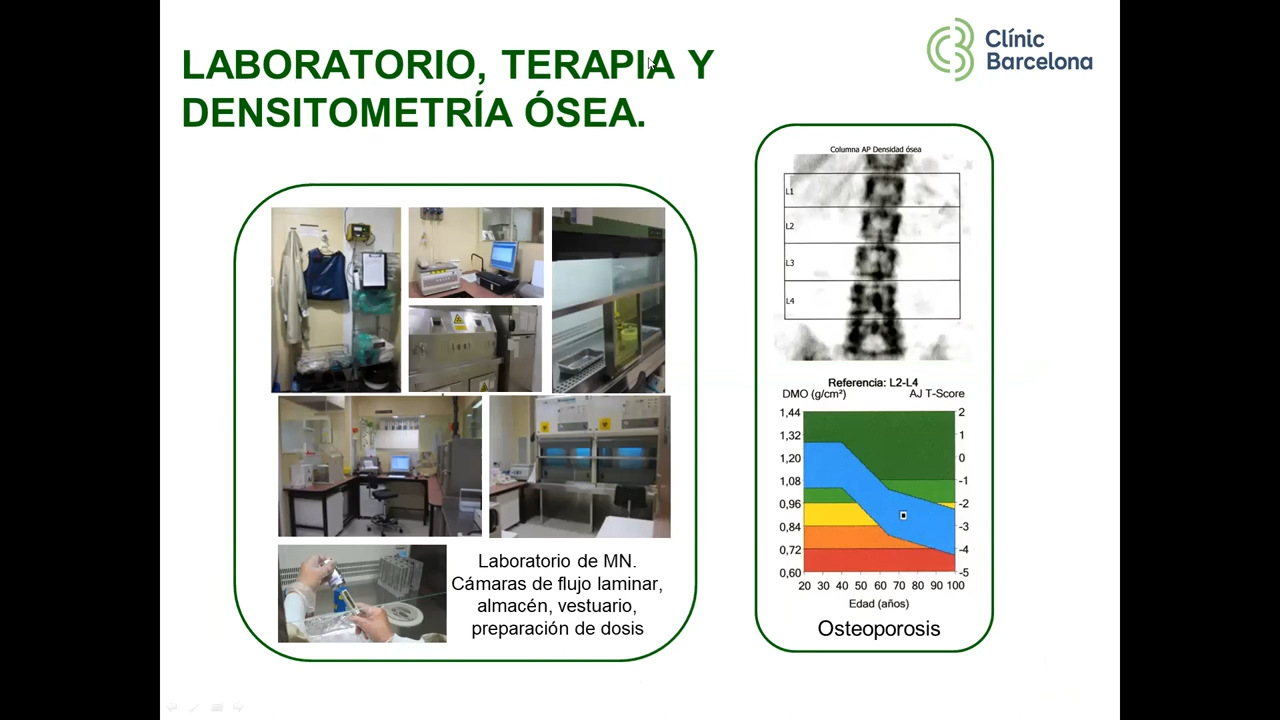 LABORATORIO, TERAPIA Y
DENSITOMETRÍA ÓSEA.
Clínic
Barcelona
Laboratorio de MN.
Cámaras de flujo laminar,
almacén, vestuario,
preparación de dosis
Columna AP Densidad ósea
L1
L2
L3
L4
Referencia: L2-L4
DMO (g/cm²) AJ T-Score
1,44 2
1,32 1
1,20 0
1,08 -1
0,96 -2
0,84 -3
0,72 -4
0,60 -5
20 30 40 50 60 70 80 90 100
Edad (años)
Osteoporosis